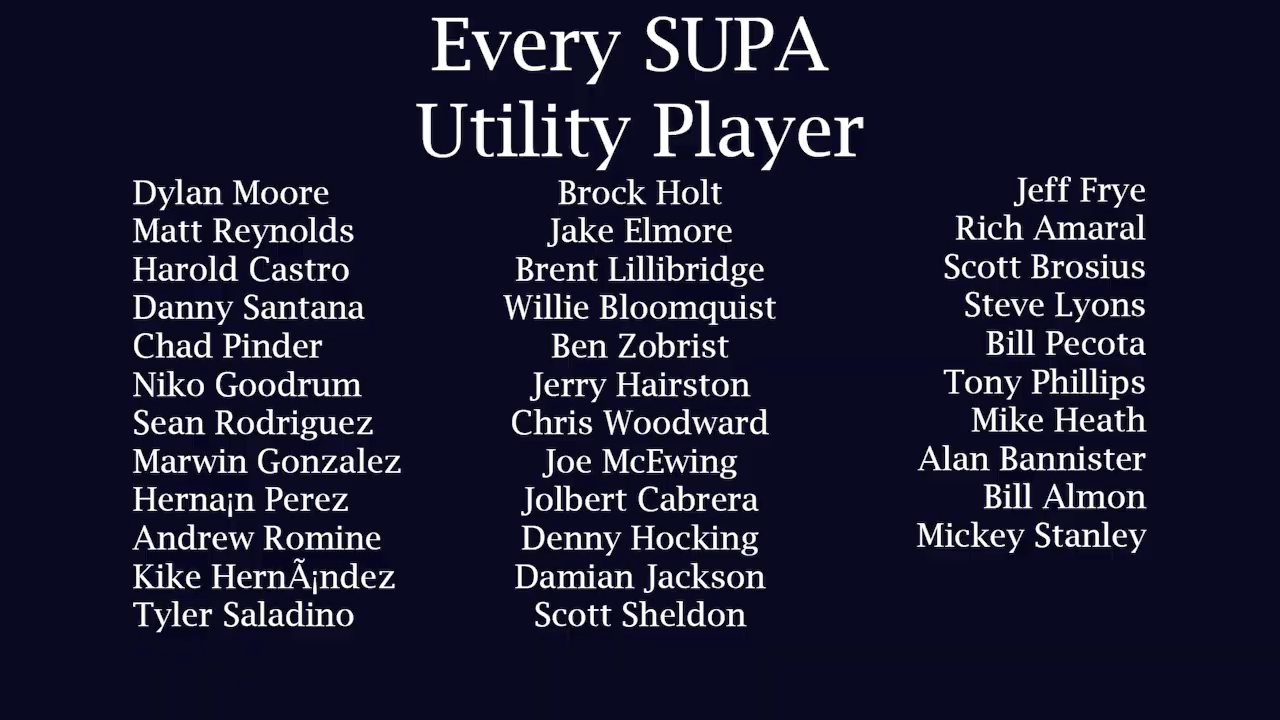 Every SUPA
Utility Player
Dylan Moore
Matt Reynolds
Harold Castro
Danny Santana
Chad Pinder
Niko Goodrum
Sean Rodriguez
Marwin Gonzalez
Herna¡n Perez
Andrew Romine
Kike HernÃ¡ndez
Tyler Saladino
Brock Holt
Jake Elmore
Brent Lillibridge
Willie Bloomquist
Ben Zobrist
Jerry Hairston
Chris Woodward
Joe McEwing
Jolbert Cabrera
Denny Hocking
Damian Jackson
Scott Sheldon
Jeff Frye
Rich Amaral
Scott Brosius
Steve Lyons
Bill Pecota
Tony Phillips
Mike Heath
Alan Bannister
Bill Almon
Mickey Stanley